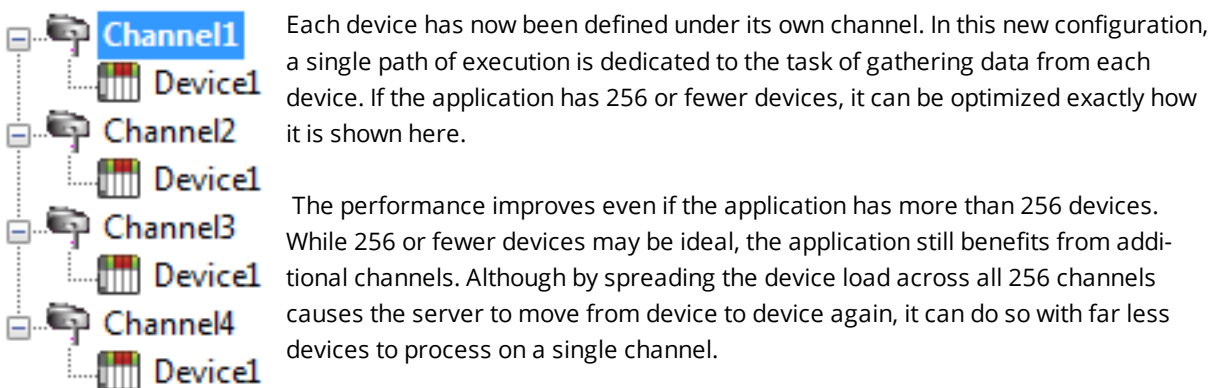 Channel1
Device1
Channel2
Device1
Channel3
Device1
Channel4
Device1
Each device has now been defined under its own channel. In this new configuration,
a single path of execution is dedicated to the task of gathering data from each
device. If the application has 256 or fewer devices, it can be optimized exactly how
it is shown here.
The performance improves even if the application has more than 256 devices.
While 256 or fewer devices may be ideal, the application still benefits from addi-
tional channels. Although by spreading the device load across all 256 channels
causes the server to move from device to device again, it can do so with far less
devices to process on a single channel.